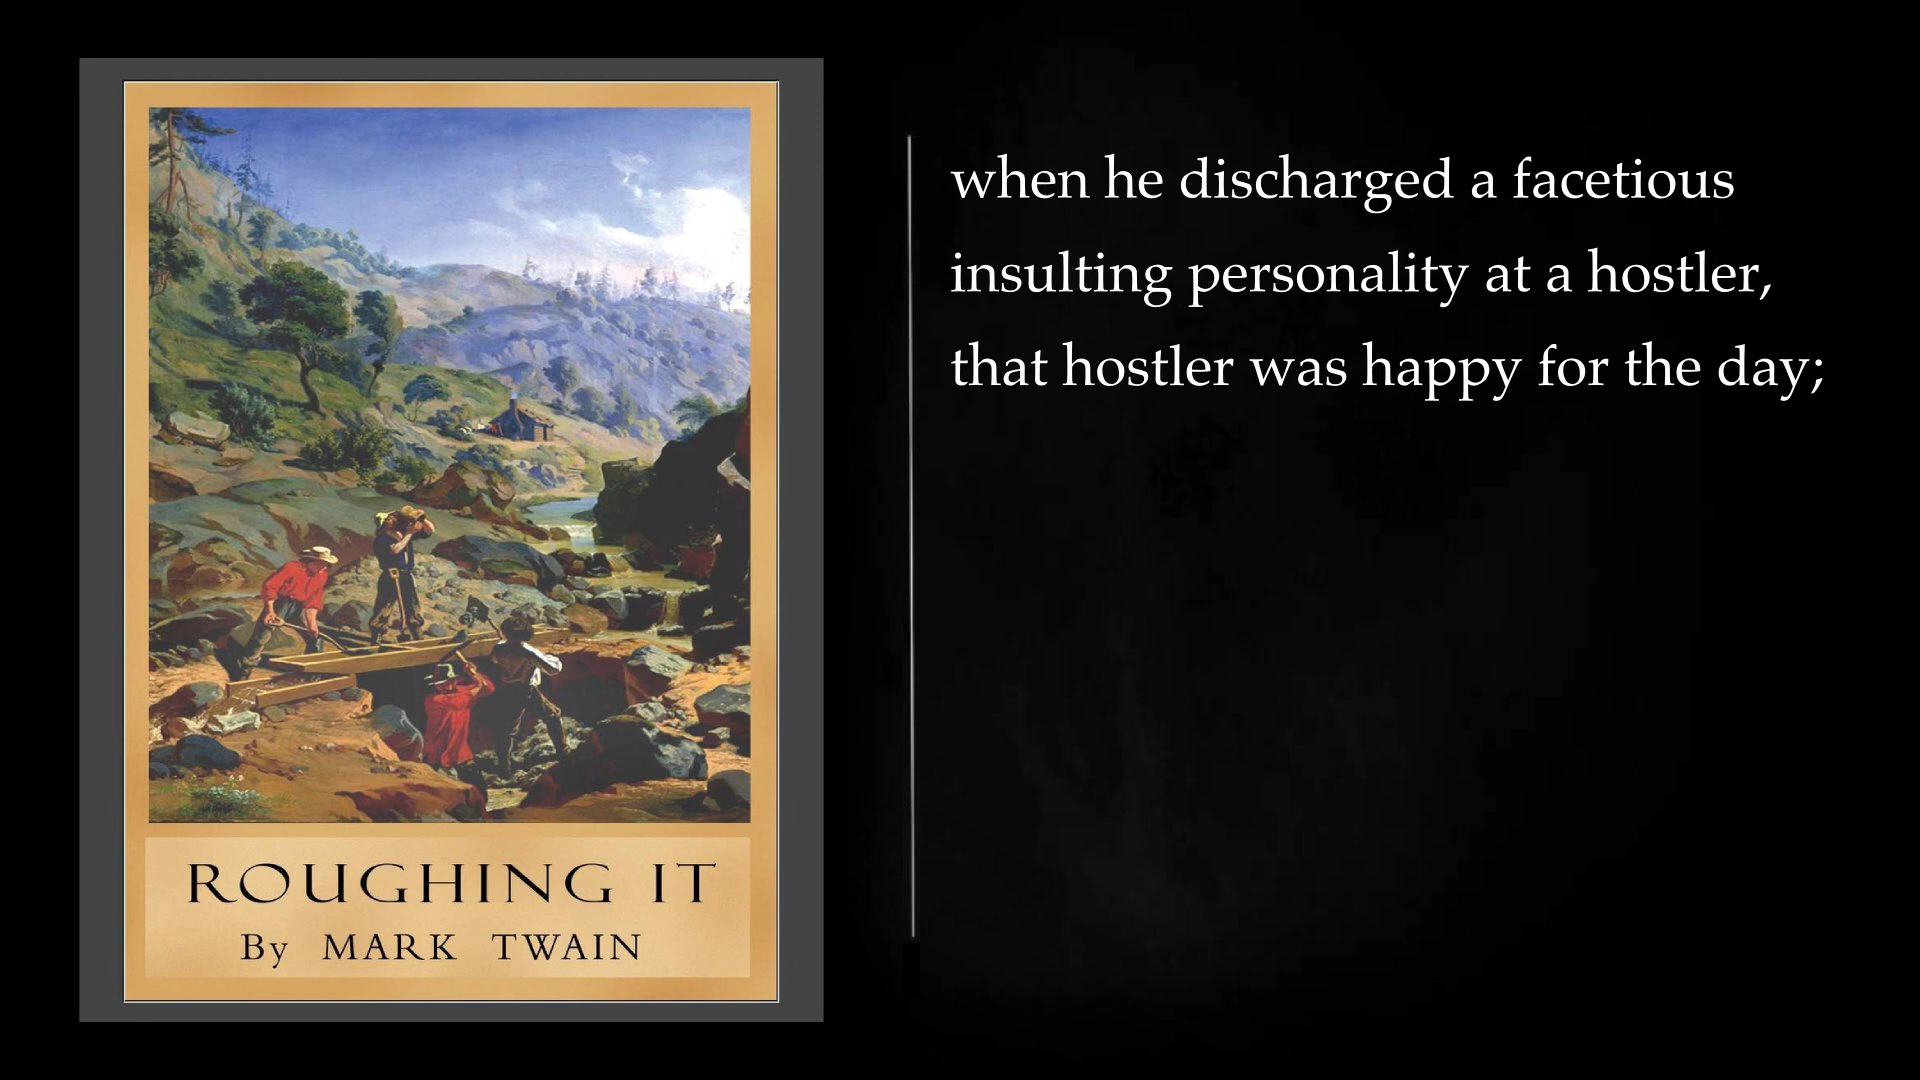 ROUGHING IT
By MARK TWAIN
when he discharged a facetious
insulting personality at a hostler,
that hostler was happy for the day;